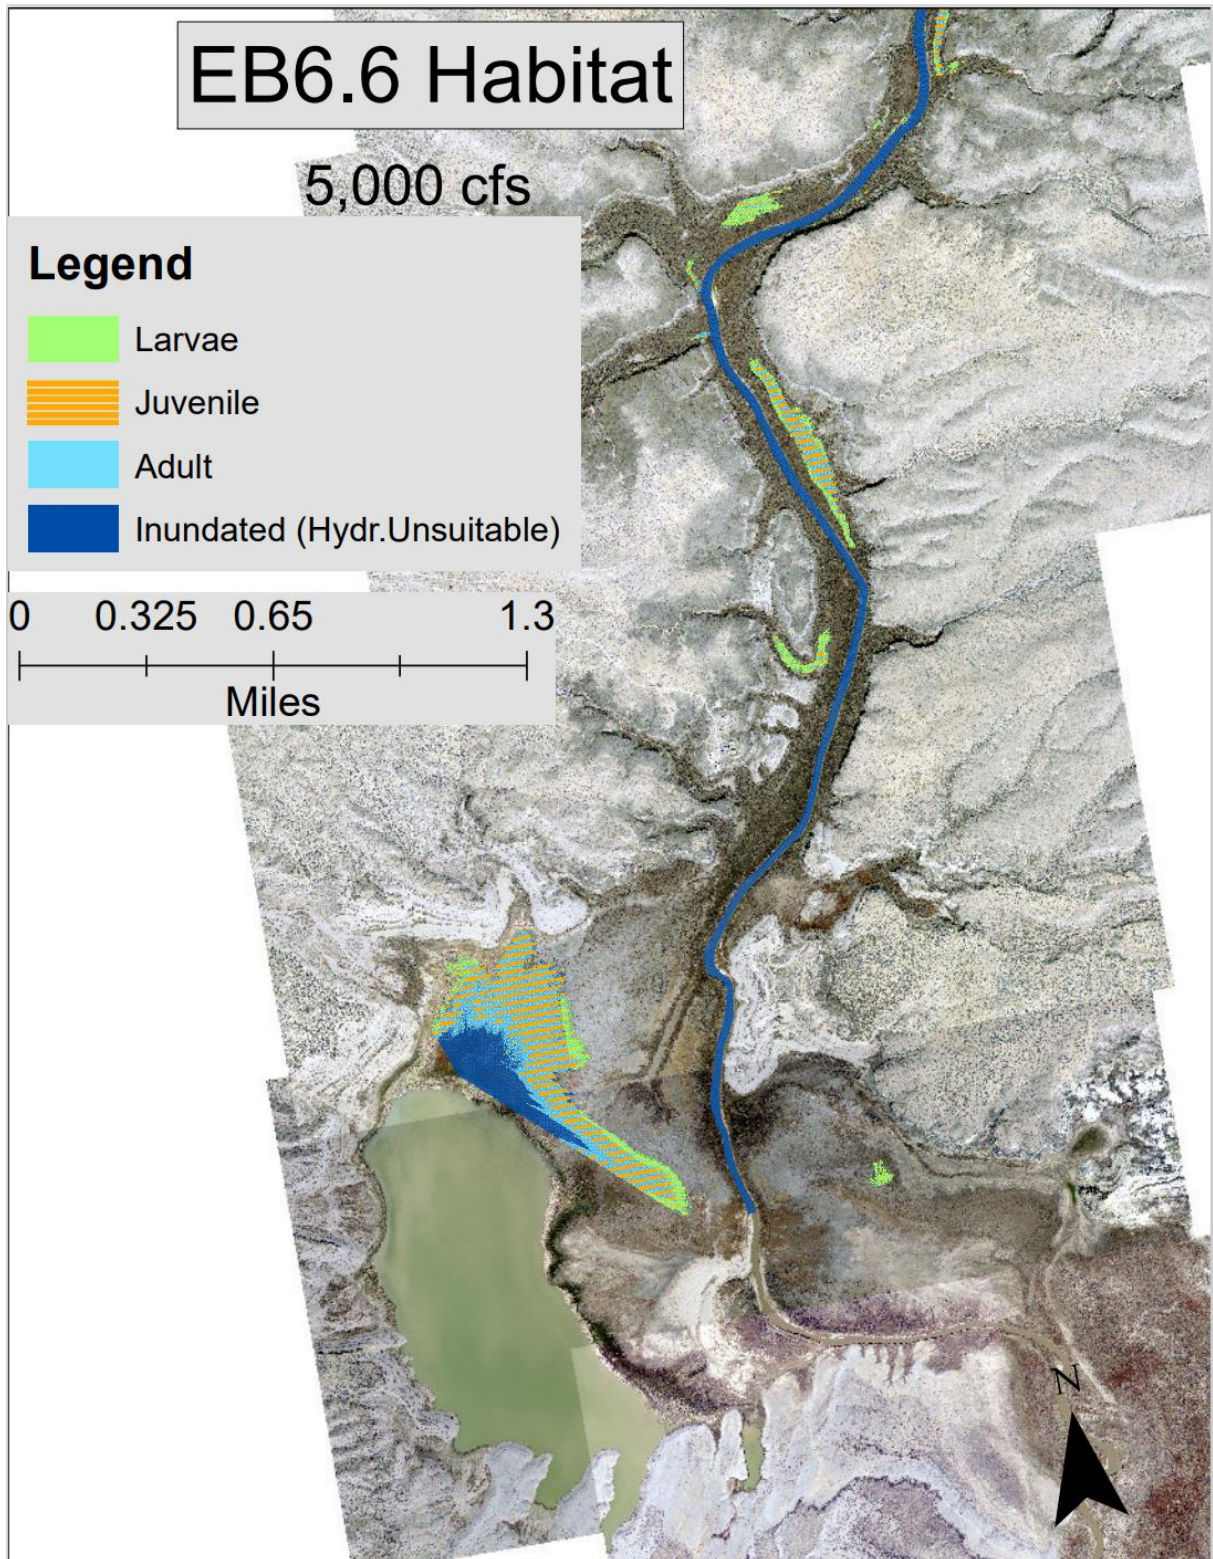 EB6.6 Habitat
5,000 cfs
Legend
Larvae
Juvenile
Adult
Inundated (Hydr.Unsuitable)
0 0.325 0.65 1.3
Miles
N